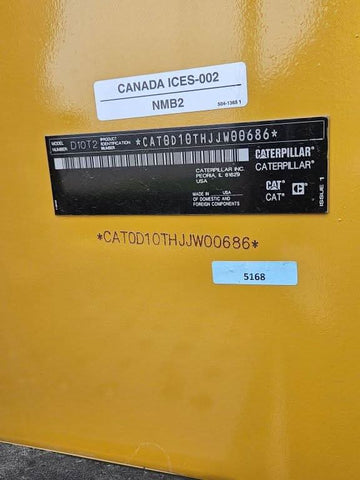 CANADA ICES-002
NMB2
504-1365 1
MODEL NUMBER D10T2 PRODUCT IDENTIFICATION NUMBER *CAT0D10THJJW00686*
CATERPILLAR INC.
PEORIA, IL 61629
USA
MADE IN USA
OF DOMESTIC AND
FOREIGN COMPONENTS
CATERPILLAR®
CATERPILLAR®
CAT® C®
CAT®
ISSUE 1
*CAT0D10THJJW00686*
5168